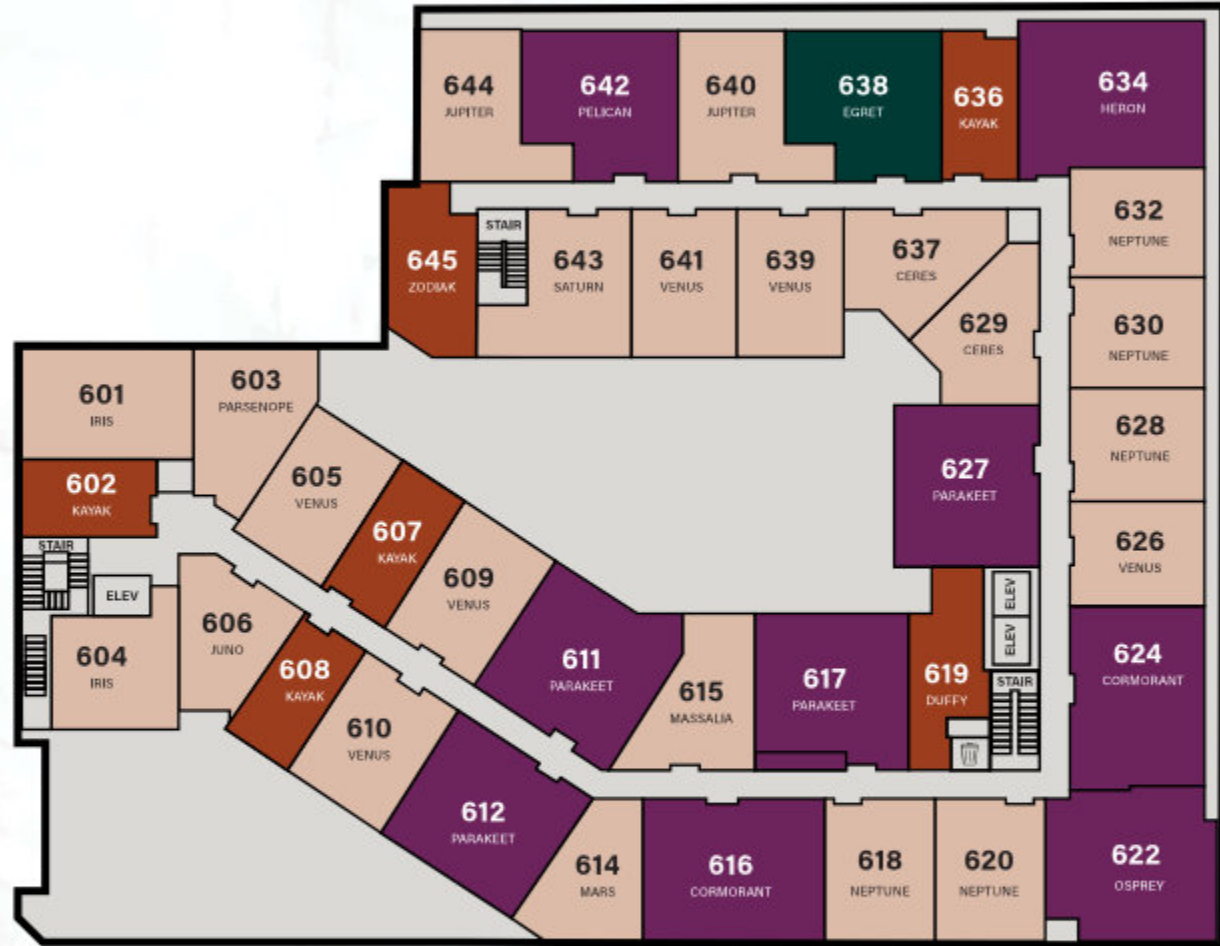 644
JUPITER
642
PELICAN
640
JUPITER
638
EGRET
636
KAYAK
634
HERON
645
ZODIAK
STAIR
643
SATURN
641
VENUS
639
VENUS
637
CERES
629
CERES
632
NEPTUNE
630
NEPTUNE
628
NEPTUNE
626
VENUS
627
PARAKEET
601
IRIS
603
PARSENOPE
602
KAYAK
605
VENUS
607
KAYAK
609
VENUS
611
PARAKEET
615
MASSALIA
617
PARAKEET
619
DUFFY
ELEV
ELEV
STAIR
624
CORMORANT
STAIR
ELEV
604
IRIS
606
JUNO
608
KAYAK
610
VENUS
612
PARAKEET
614
MARS
616
CORMORANT
618
NEPTUNE
620
NEPTUNE
622
OSPREY